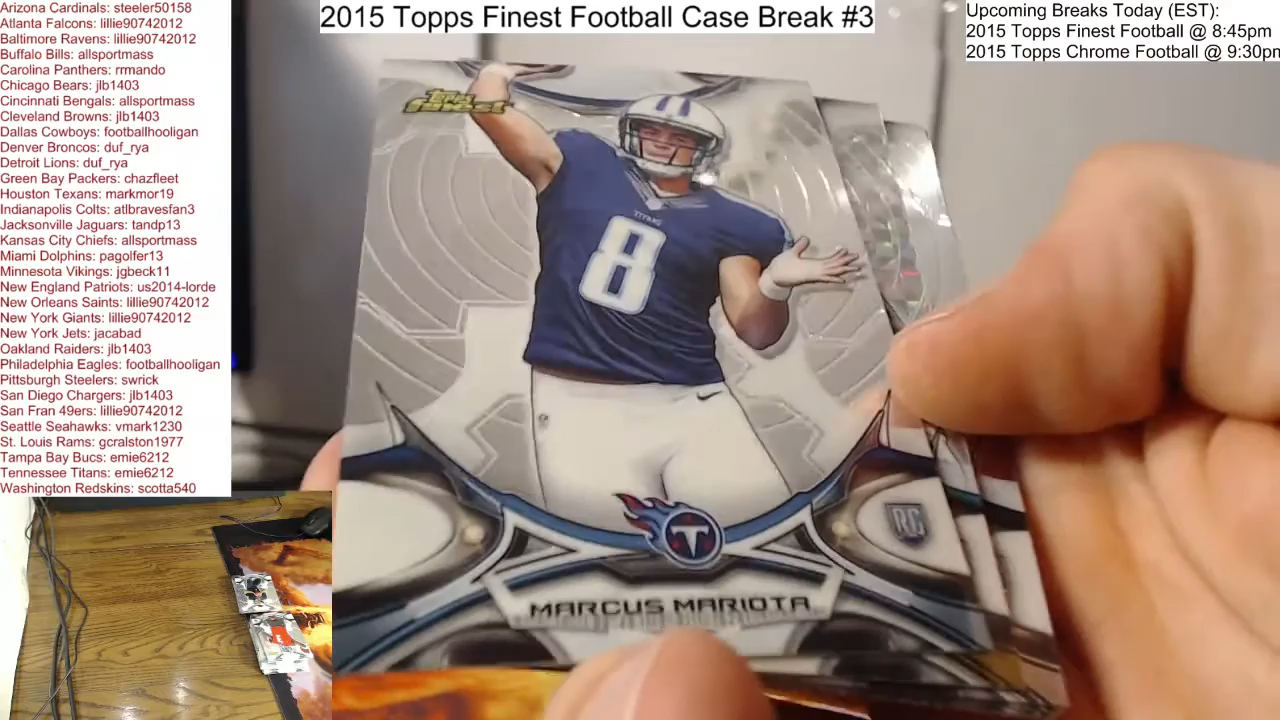 Arizona Cardinals: steeler50158
Atlanta Falcons: lillie90742012
Baltimore Ravens: lillie90742012
Buffalo Bills: allsportmass
Carolina Panthers: rrmando
Chicago Bears: jlb1403
Cincinnati Bengals: allsportmass
Cleveland Browns: jlb1403
Dallas Cowboys: footballhooligan
Denver Broncos: duf_rya
Detroit Lions: duf_rya
Green Bay Packers: chazfleet
Houston Texans: markmor19
Indianapolis Colts: atlbravesfan3
Jacksonville Jaguars: tandp13
Kansas City Chiefs: allsportmass
Miami Dolphins: pagolfer13
Minnesota Vikings: jgbeck11
New England Patriots: us2014-lorde
New Orleans Saints: lillie90742012
New York Giants: lillie90742012
New York Jets: jacabad
Oakland Raiders: jlb1403
Philadelphia Eagles: footballhooligan
Pittsburgh Steelers: swrick
San Diego Chargers: jlb1403
San Fran 49ers: lillie90742012
Seattle Seahawks: vmark1230
St. Louis Rams: gcralston1977
Tampa Bay Bucs: emie6212
Tennessee Titans: emie6212
Washington Redskins: scotta540
2015 Topps Finest Football Case Break #3
Upcoming Breaks Today (EST):
2015 Topps Finest Football @ 8:45pm
2015 Topps Chrome Football @ 9:30pm
Topps
finest
TITANS
8
T
RC
MARCUS MARIOTA